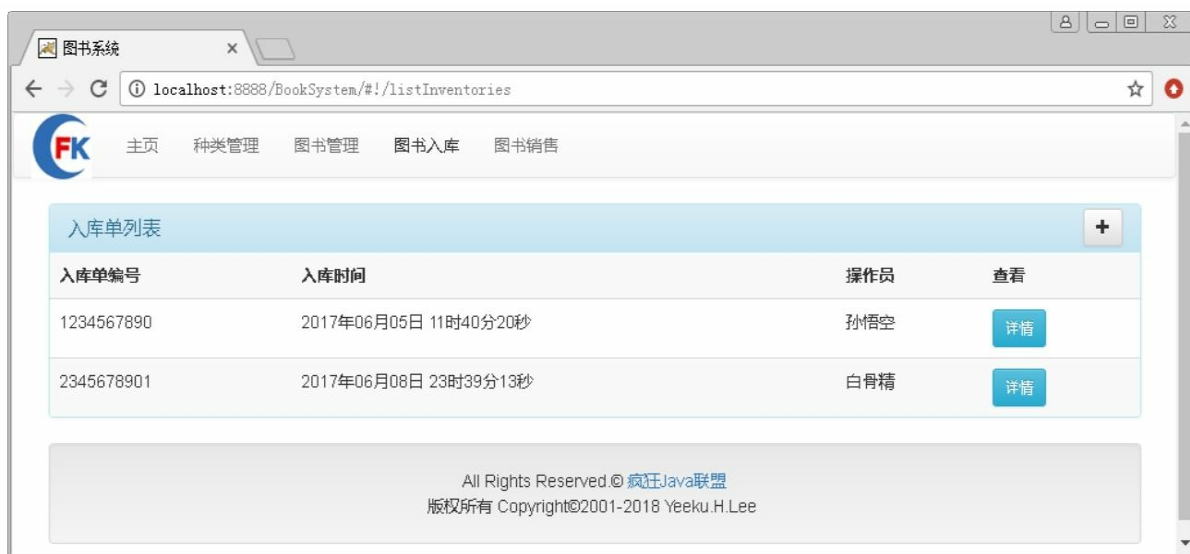 图书系统
localhost:8888/BookSystem/#!/listInventories
FK 主页 种类管理 图书管理 图书入库 图书销售
入库单列表 +
入库单编号 入库时间 操作员 查看
1234567890 2017年06月05日 11时40分20秒 孙悟空 详情
2345678901 2017年06月08日 23时39分13秒 白骨精 详情
All Rights Reserved.© 疯狂Java联盟
版权所有 Copyright©2001-2018 Yeeku.H.Lee